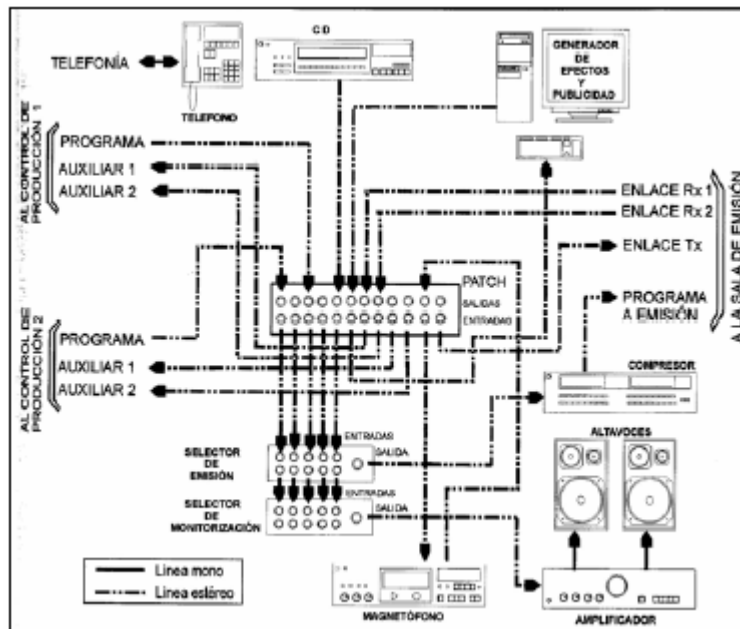 CD
TELEFONÍA
TELEFONO
GENERADOR
DE
EFECTOS
Y
PUBLICIDAD
AL CONTROL DE
PRODUCCIÓN 1
PROGRAMA
AUXILIAR 1
AUXILIAR 2
ENLACE Rx 1
ENLACE Rx 2
ENLACE Tx
PROGRAMA
A EMISIÓN
A LA SALA DE EMISIÓN
PATCH
SALIDAS
ENTRADAS
AL CONTROL DE
PRODUCCIÓN 2
PROGRAMA
AUXILIAR 1
AUXILIAR 2
COMPRESOR
ALTAVOCES
ENTRADAS
SALIDA
SELECTOR
DE
EMISIÓN
ENTRADAS
SALIDA
SELECTOR
DE
MONITORIZACIÓN
Linea mono
Linea estéreo
MAGNETÓFONO
AMPLIFICADOR